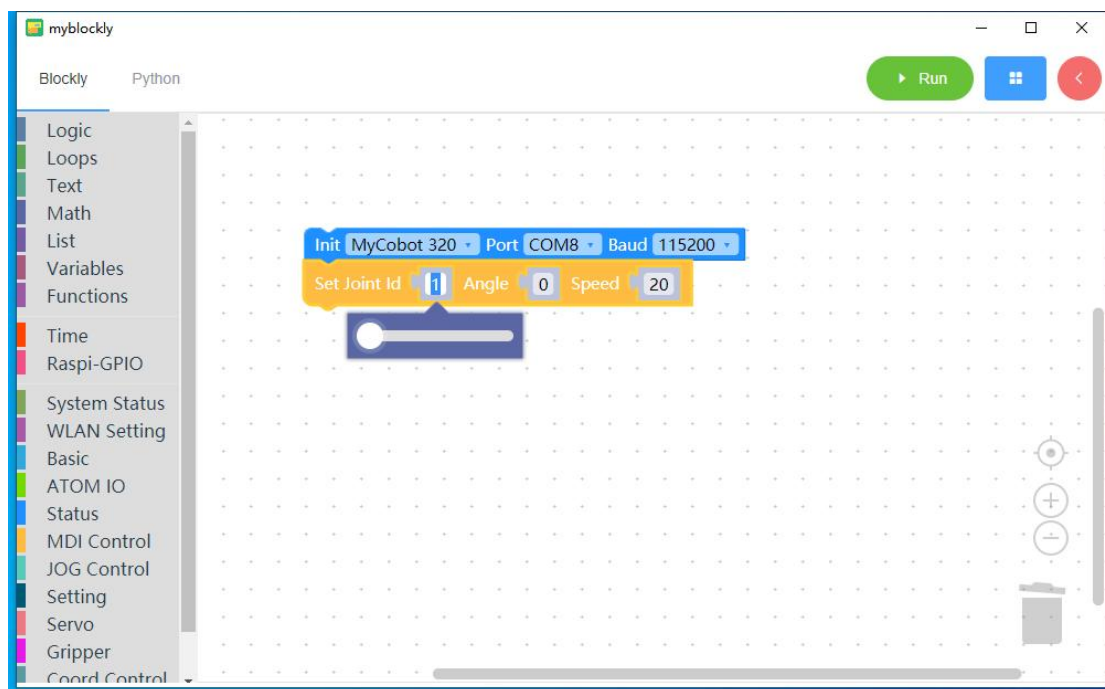 myblockly
Blockly Python
Run
Logic
Loops
Text
Math
List
Variables
Functions
Time
Raspi-GPIO
System Status
WLAN Setting
Basic
ATOM IO
Status
MDI Control
JOG Control
Setting
Servo
Gripper
Coord Control
Init MyCobot 320 Port COM8 Baud 115200
Set Joint Id 1 Angle 0 Speed 20